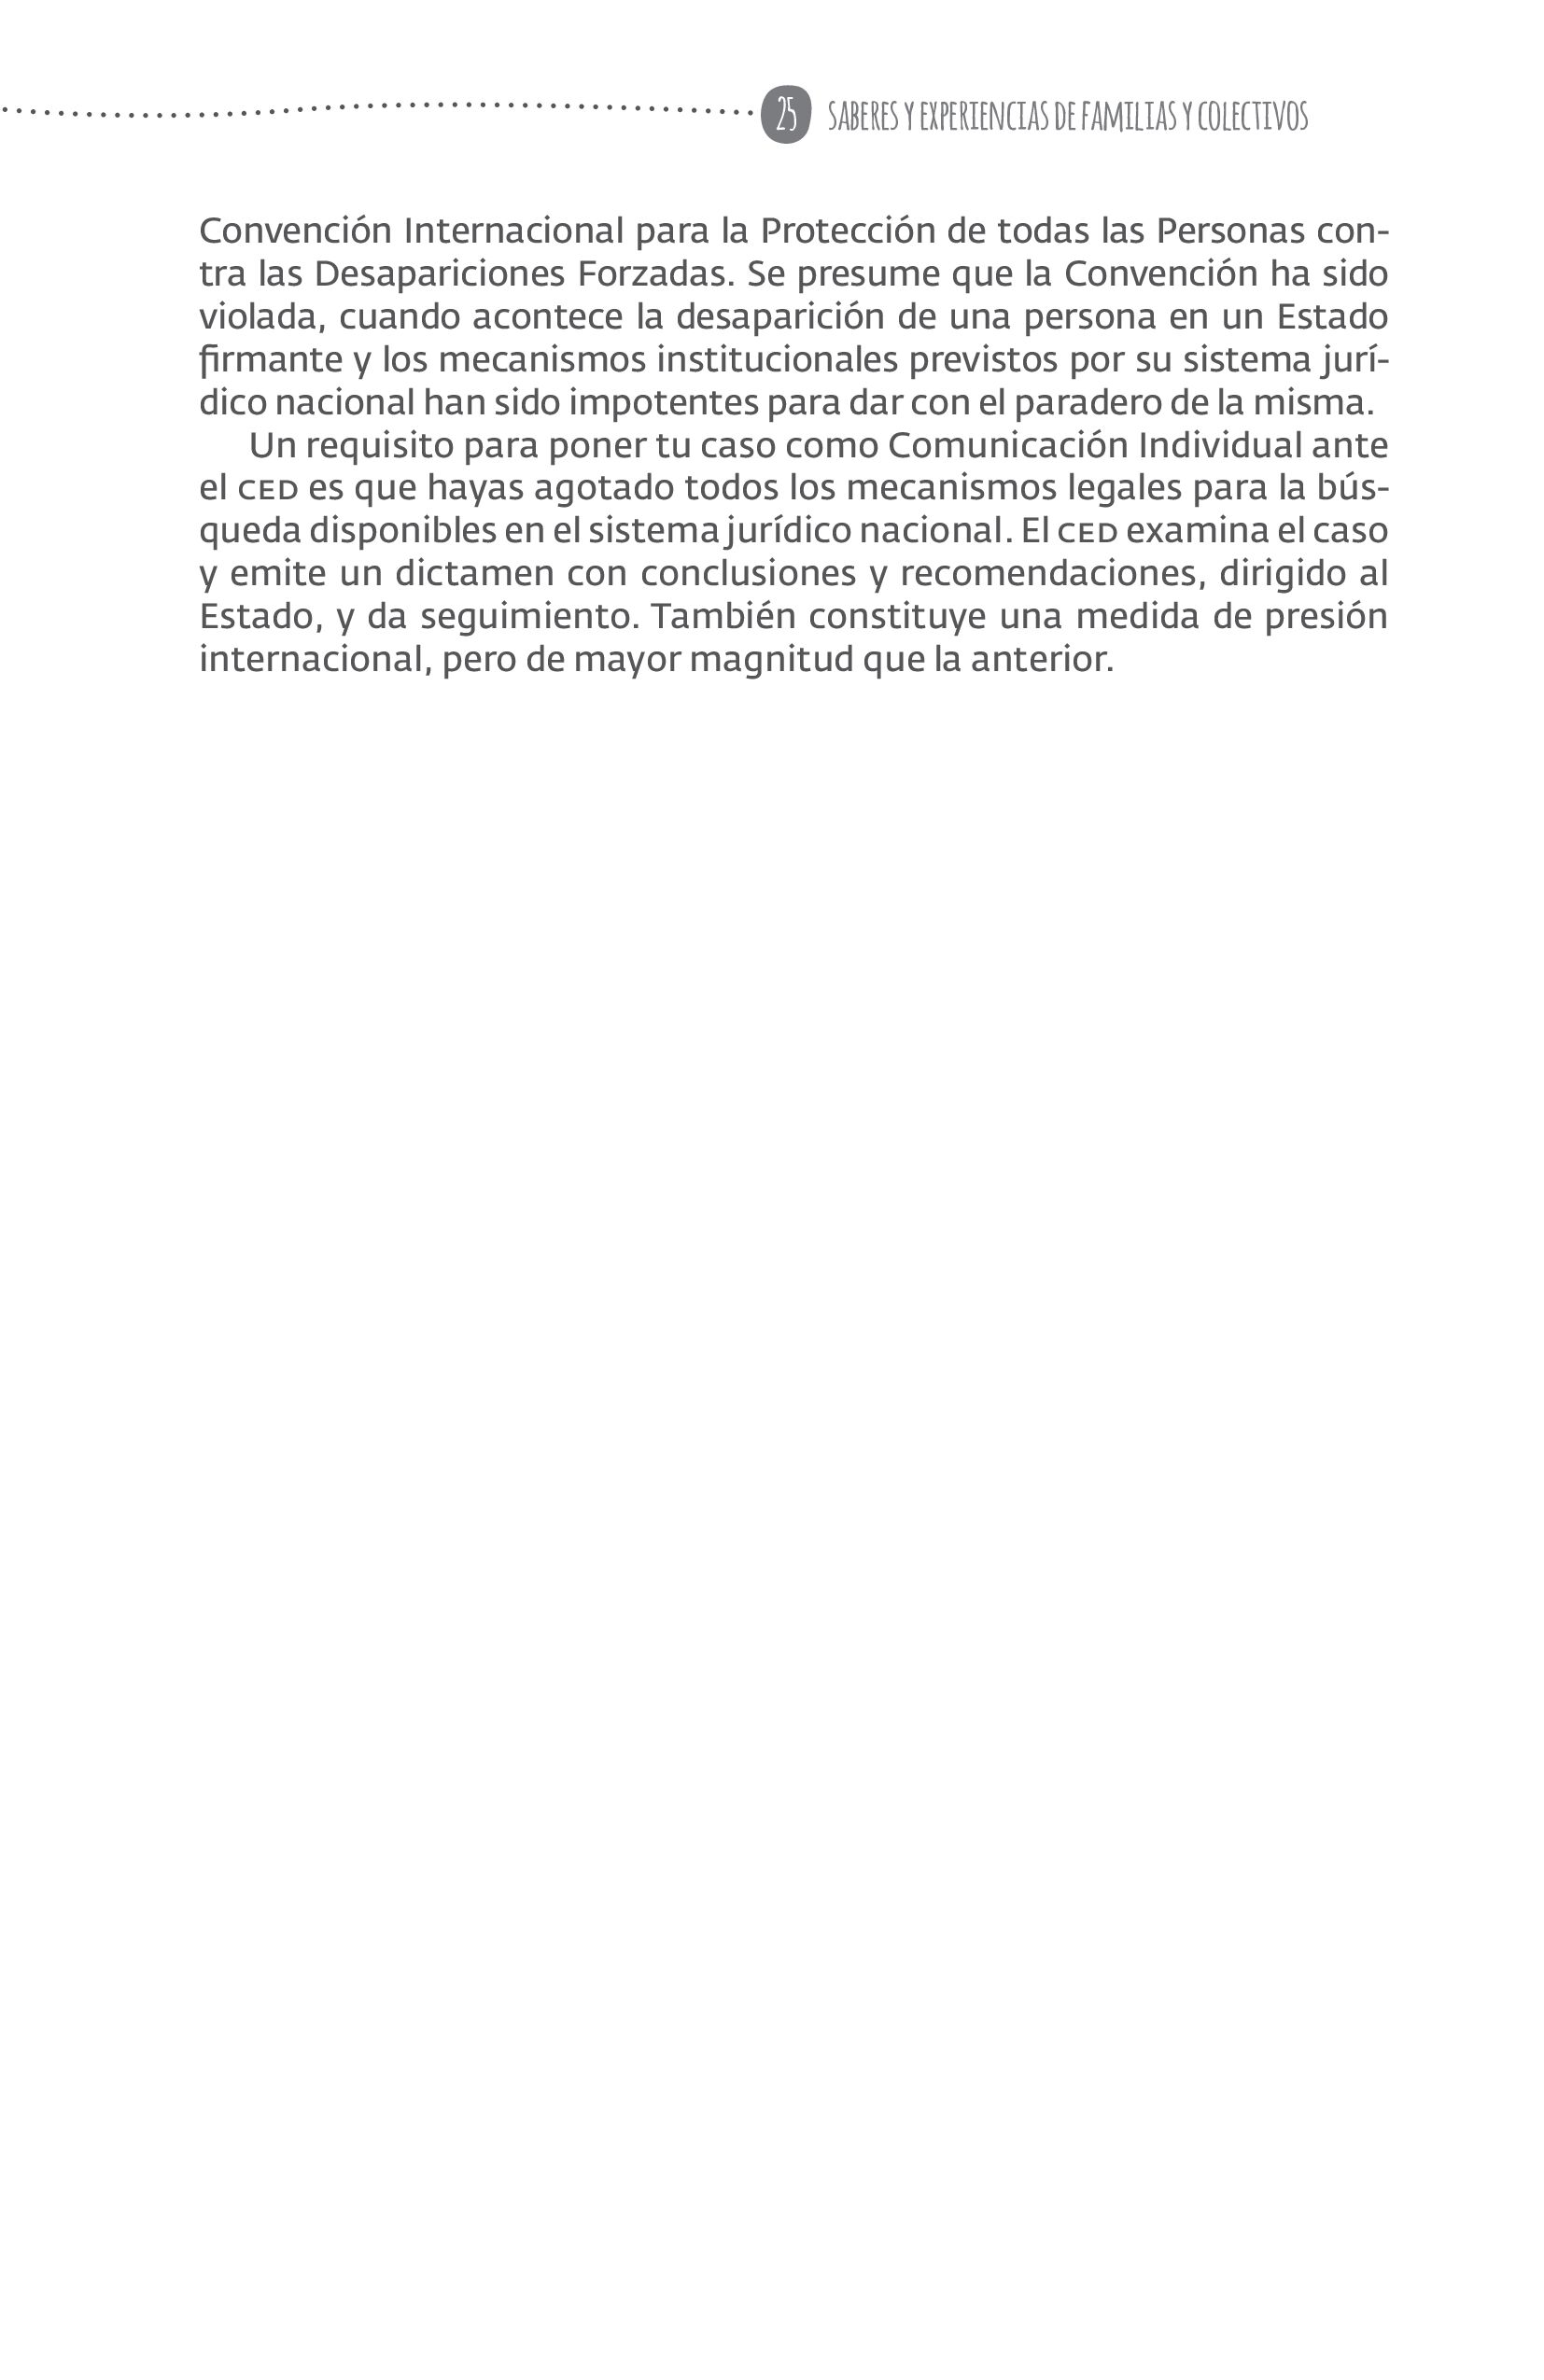 25 SABERES Y EXPERIENCIAS DE FAMILIAS Y COLECTIVOS
Convención Internacional para la Protección de todas las Personas con-
tra las Desapariciones Forzadas. Se presume que la Convención ha sido
violada, cuando acontece la desaparición de una persona en un Estado
firmante y los mecanismos institucionales previstos por su sistema jurí-
dico nacional han sido impotentes para dar con el paradero de la misma.
Un requisito para poner tu caso como Comunicación Individual ante
el CED es que hayas agotado todos los mecanismos legales para la bús-
queda disponibles en el sistema jurídico nacional. El CED examina el caso
y emite un dictamen con conclusiones y recomendaciones, dirigido al
Estado, y da seguimiento. También constituye una medida de presión
internacional, pero de mayor magnitud que la anterior.